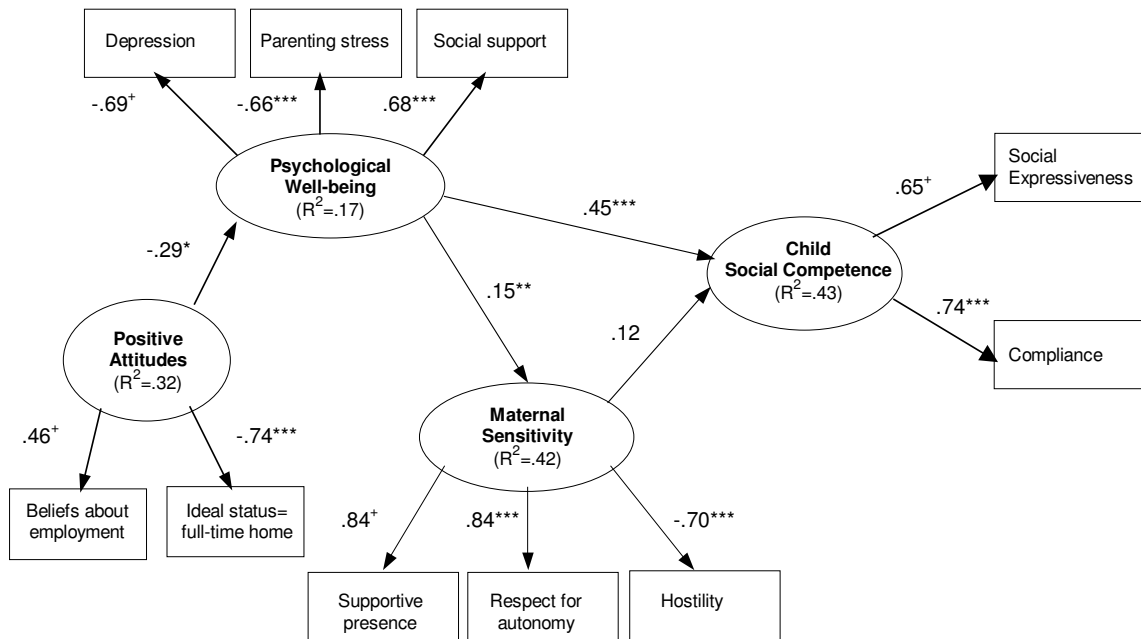 Depression
Parenting stress
Social support
-.69⁺
-.66***
.68***
Psychological
Well-being
(R²=.17)
Social
Expressiveness
.65⁺
.45***
-.29*
Child
Social Competence
(R²=.43)
.15**
.74***
Positive
Attitudes
(R²=.32)
.12
Compliance
Maternal
Sensitivity
(R²=.42)
.46⁺
-.74***
Beliefs about
employment
Ideal status=
full-time home
.84⁺
.84***
-.70***
Supportive
presence
Respect for
autonomy
Hostility